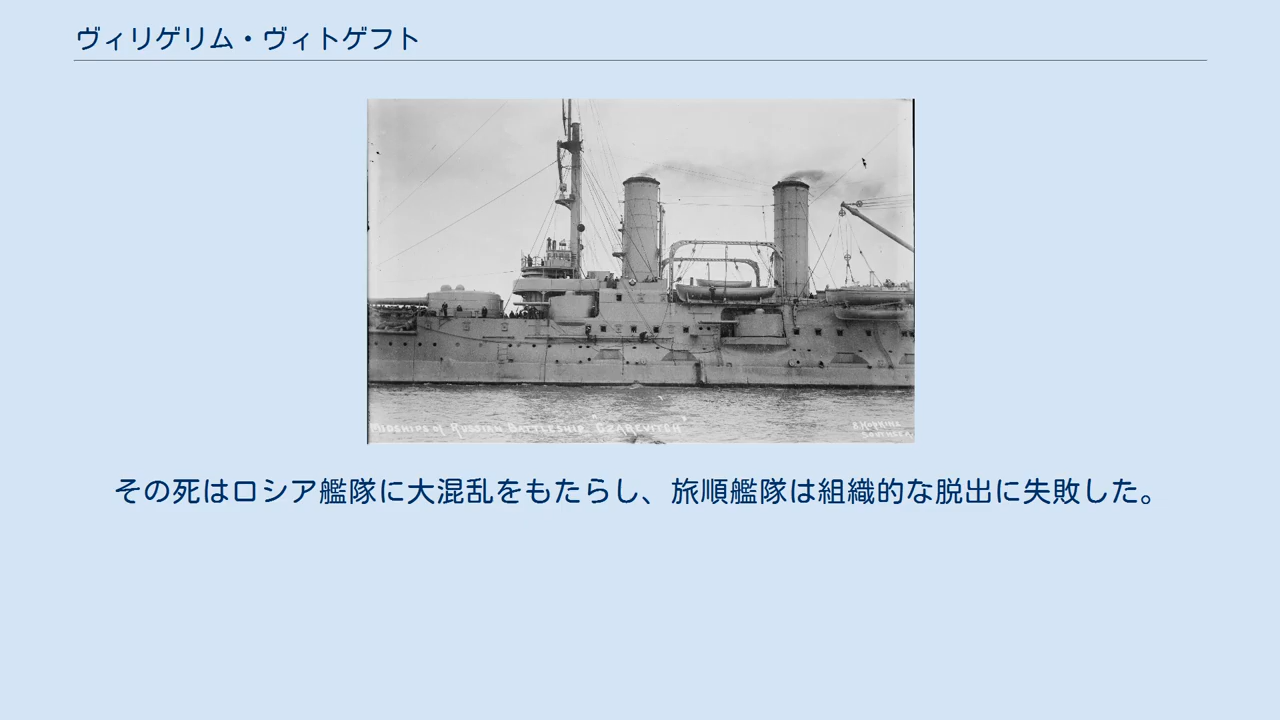 ヴィリゲリム・ヴィトゲフト
MIDSHIPS of RUSSIAN BATTLESHIP "CZAREVITCH"
S. HOPKINS
SOUTHSEA
その死はロシア艦隊に大混乱をもたらし、旅順艦隊は組織的な脱出に失敗した。